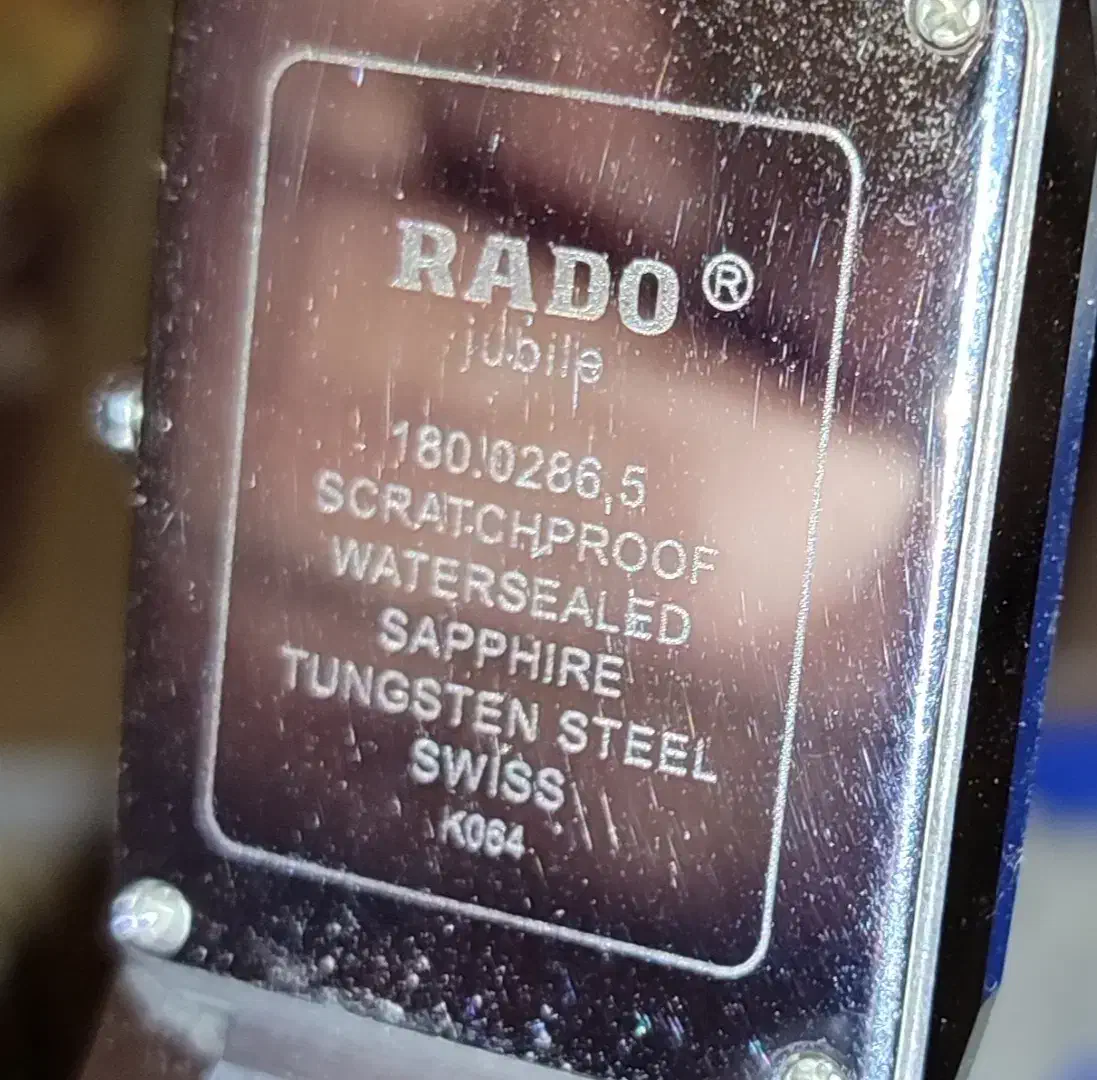 RADO ®
jubile
180.0286,5
SCRATCHPROOF
WATERSEALED
SAPPHIRE
TUNGSTEN STEEL
SWISS
K064